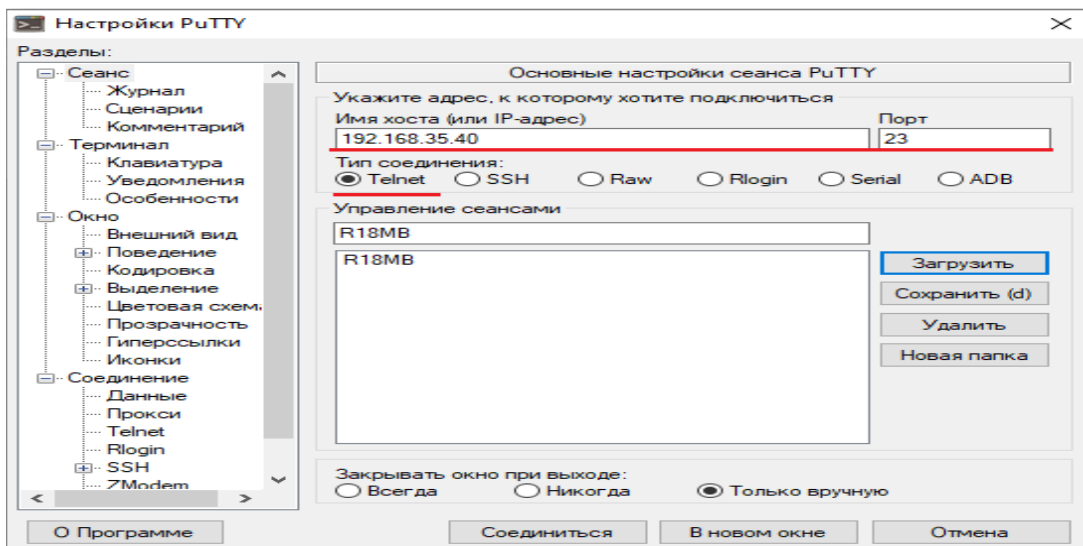 Настройки PuTTY
Разделы:
Сеанс
Журнал
Сценарии
Комментарий
Терминал
Клавиатура
Уведомления
Особенности
Окно
Внешний вид
Поведение
Кодировка
Выделение
Цветовая схем
Прозрачность
Гиперссылки
Иконки
Соединение
Данные
Прокси
Telnet
Rlogin
SSH
ZModem
Основные настройки сеанса PuTTY
Укажите адрес, к которому хотите подключиться
Имя хоста (или IP-адрес) Порт
192.168.35.40 23
Тип соединения:
Telnet SSH Raw Rlogin Serial ADB
Управление сеансами
R18MB
R18MB
Загрузить
Сохранить (d)
Удалить
Новая папка
Закрывать окно при выходе:
Всегда Никогда Только вручную
О Программе Соединиться В новом окне Отмена